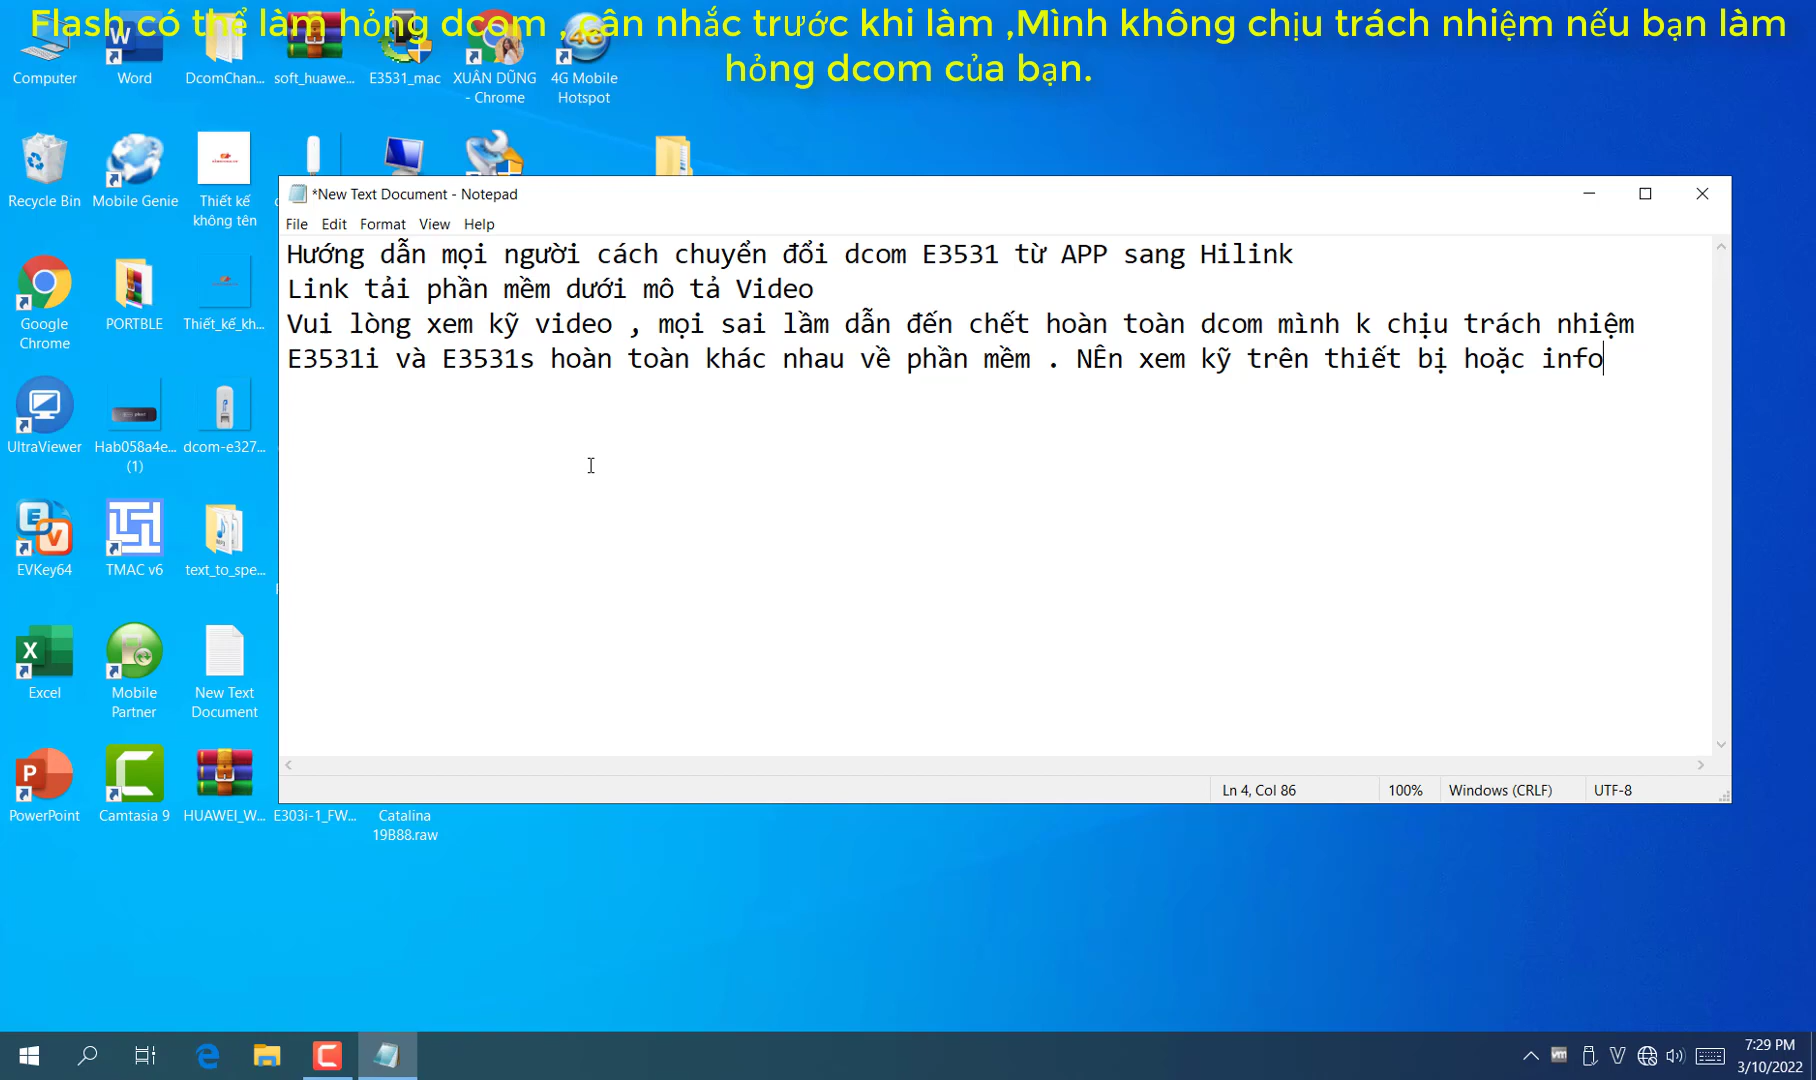 Flash có thể làm hỏng dcom , cân nhắc trước khi làm ,Mình không chịu trách nhiệm nếu bạn làm
hỏng dcom của bạn.
Computer
Word
DcomChan...
soft_huawe...
E3531_mac
XUÂN DŨNG
- Chrome
4G Mobile
Hotspot
Recycle Bin
Mobile Genie
Thiết kế
không tên
*New Text Document - Notepad
File Edit Format View Help
Hướng dẫn mọi người cách chuyển đổi dcom E3531 từ APP sang Hilink
Link tải phần mềm dưới mô tả Video
Vui lòng xem kỹ video , mọi sai lầm dẫn đến chết hoàn toàn dcom mình k chịu trách nhiệm
E3531i và E3531s hoàn toàn khác nhau về phần mềm . NÊn xem kỹ trên thiết bị hoặc info
Google
Chrome
PORTBLE
Thiết_kế_kh...
UltraViewer
Hab058a4e...
(1)
dcom-e327...
EVKey64
TMAC v6
text_to_spe...
Excel
Mobile
Partner
New Text
Document
PowerPoint
Camtasia 9
HUAWEI_W...
E303i-1_FW...
Catalina
19B88.raw
Ln 4, Col 86
100%
Windows (CRLF)
UTF-8
7:29 PM
3/10/2022